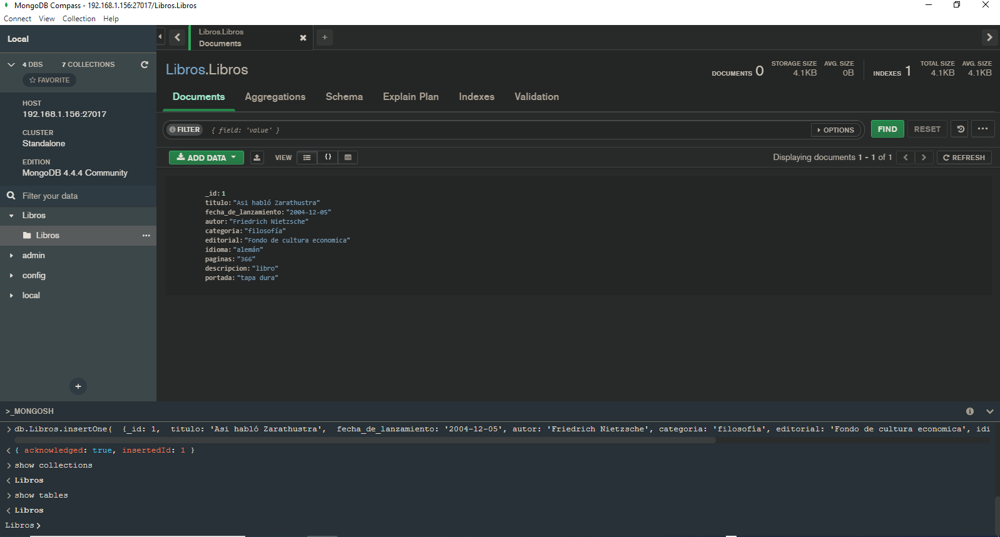 MongoDB Compass - 192.168.1.156:27017/Libros.Libros
Connect View Collection Help
Local
4 DBS 7 COLLECTIONS
FAVORITE
HOST
192.168.1.156:27017
CLUSTER
Standalone
EDITION
MongoDB 4.4.4 Community
Filter your data
Libros
Libros
admin
config
local
Libros.Libros
Documents
Libros.Libros
DOCUMENTS 0 STORAGE SIZE 4.1KB AVG. SIZE 0B INDEXES 1 TOTAL SIZE 4.1KB AVG. SIZE 4.1KB
Documents Aggregations Schema Explain Plan Indexes Validation
FILTER { field: 'value' } OPTIONS FIND RESET
ADD DATA VIEW {} Displaying documents 1 - 1 of 1 REFRESH
_id: 1
titulo: "Asi habló Zarathustra"
fecha_de_lanzamiento: "2004-12-05"
autor: "Friedrich Nietzsche"
categoria: "filosofía"
editorial: "Fondo de cultura economica"
idioma: "alemán"
paginas: "366"
descripcion: "libro"
portada: "tapa dura"
>_MONGOSH
> db.Libros.insertOne( {_id: 1, titulo: 'Asi habló Zarathustra', fecha_de_lanzamiento: '2004-12-05', autor: 'Friedrich Nietzsche', categoria: 'filosofía', editorial: 'Fondo de cultura economica', idi
< { acknowledged: true, insertedId: 1 }
> show collections
< Libros
> show tables
< Libros
Libros >